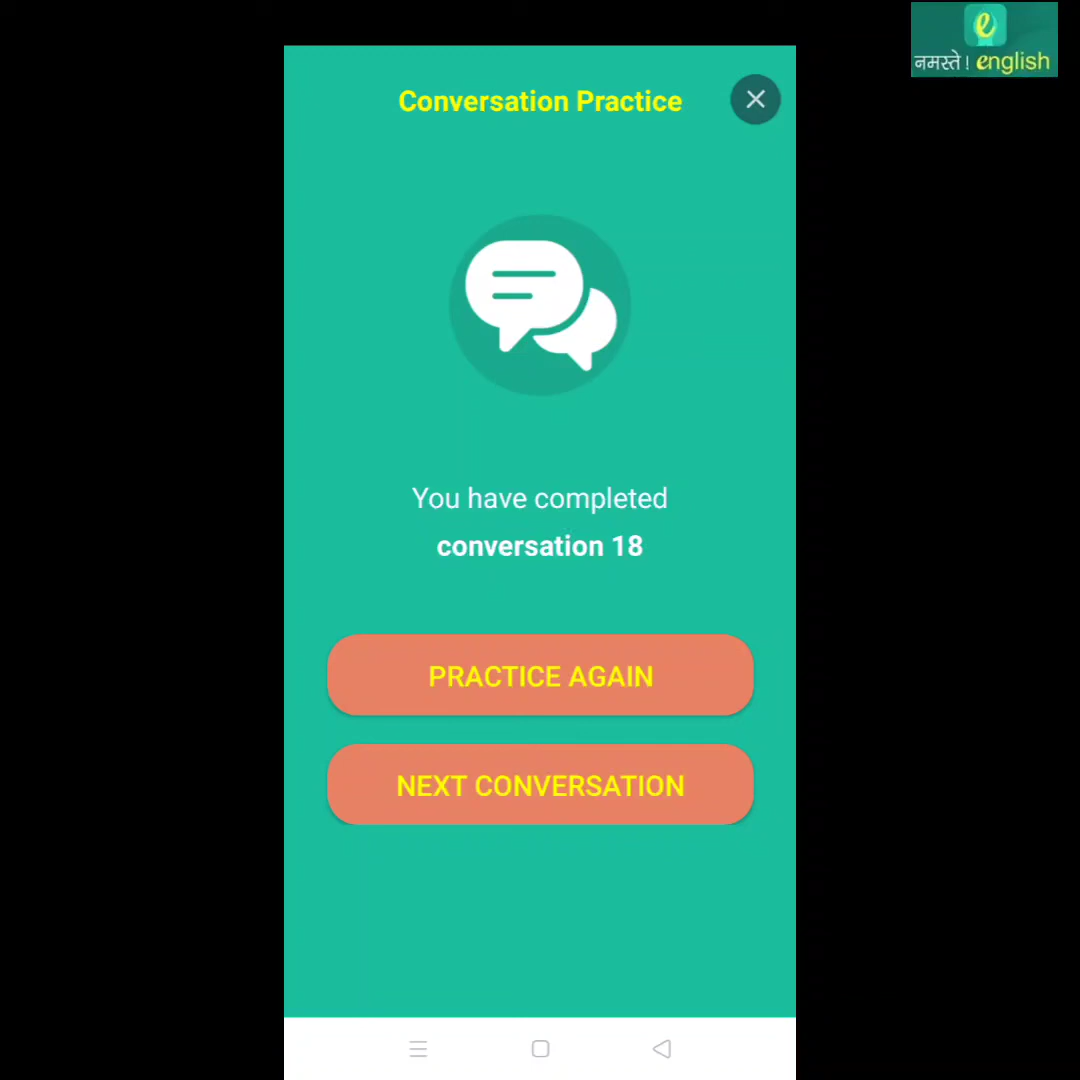 नमस्ते! english
Conversation Practice
You have completed
conversation 18
PRACTICE AGAIN
NEXT CONVERSATION